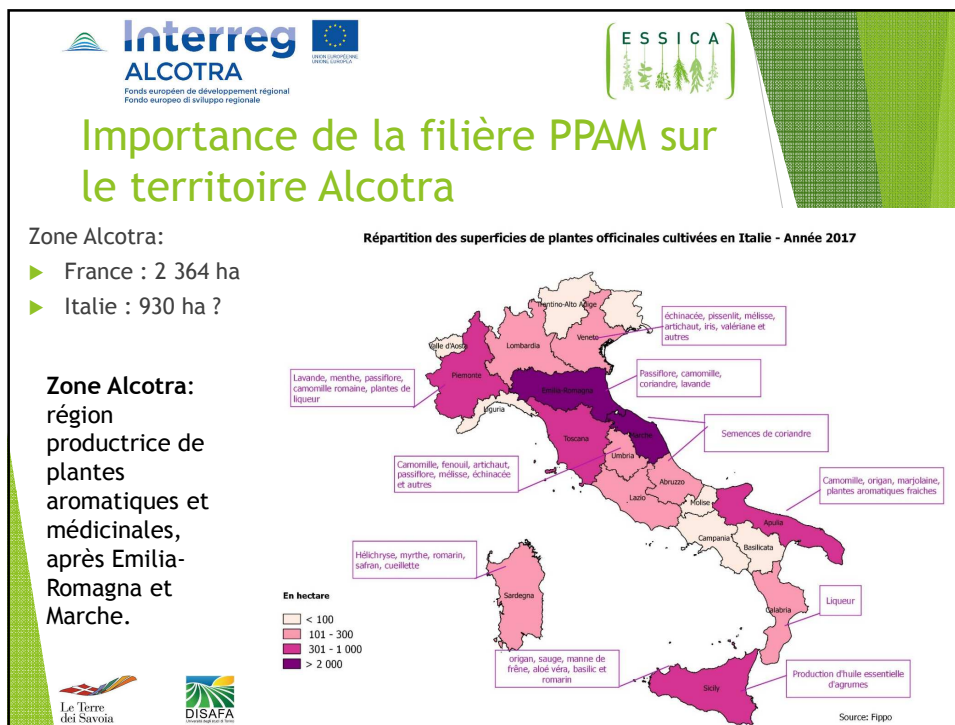 Interreg
ALCOTRA
UNION EUROPÉENNE
UNIONE EUROPEA
Fonds européen de développement régional
Fondo europeo di sviluppo regionale
ESSICA
Importance de la filière PPAM sur
le territoire Alcotra
Zone Alcotra:
France : 2 364 ha
Italie : 930 ha ?
Zone Alcotra:
région
productrice de
plantes
aromatiques et
médicinales,
après Emilia-
Romagna et
Marche.
Répartition des superficies de plantes officinales cultivées en Italie - Année 2017
Trentino-Alto Adige
Valle d'Aosta
Lombardia
Veneto
Piemonte
Emilia-Romagna
Liguria
Toscana
Marche
Umbria
Lazio
Abruzzo
Molise
Campania
Apulia
Basilicata
Calabria
Sardegna
Sicily
échinacée, pissenlit, mélisse,
artichaut, iris, valériane et
autres
Lavande, menthe, passiflore,
camomille romaine, plantes de
liqueur
Passiflore, camomille,
coriandre, lavande
Semences de coriandre
Camomille, fenouil, artichaut,
passiflore, mélisse, échinacée
et autres
Camomille, origan, marjolaine,
plantes aromatiques fraiches
Hélichryse, myrthe, romarin,
safran, cueillette
Liqueur
origan, sauge, manne de
frêne, aloé véra, basilic et
romarin
Production d'huile essentielle
d'agrumes
En hectare
< 100
101 - 300
301 - 1 000
> 2 000
Source: Fippo
Le Terre
dei Savoia
DISAFA
Università degli studi di Torino